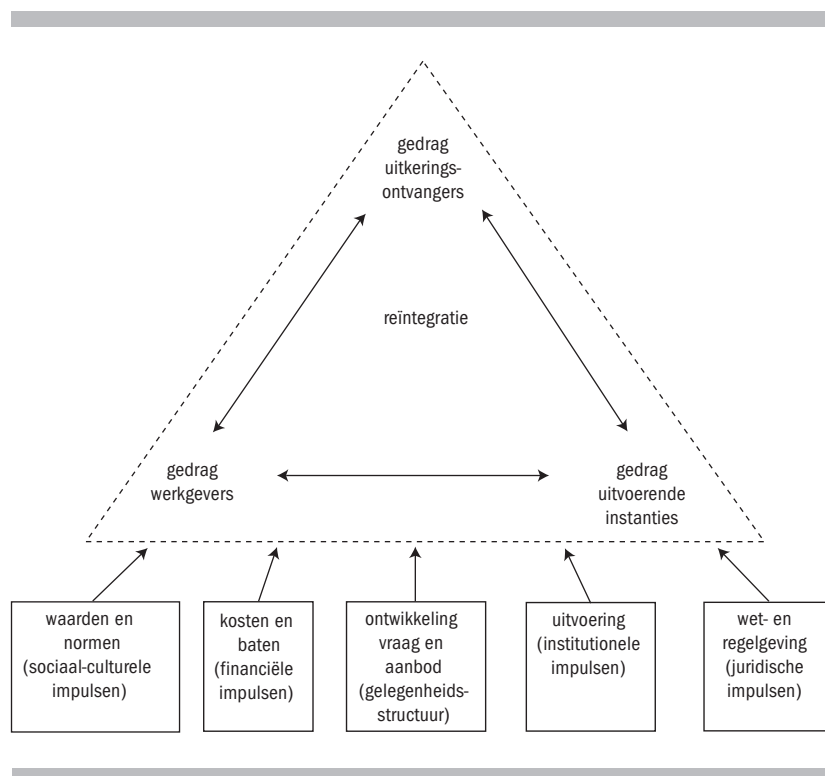 gedrag
uitkerings-
ontvangers
reïntegratie
gedrag
werkgevers
gedrag
uitvoerende
instanties
waarden en
normen
(sociaal-culturele
impulsen)
kosten en
baten
(financiële
impulsen)
ontwikkeling
vraag en
aanbod
(gelegenheids-
structuur)
uitvoering
(institutionele
impulsen)
wet- en
regelgeving
(juridische
impulsen)